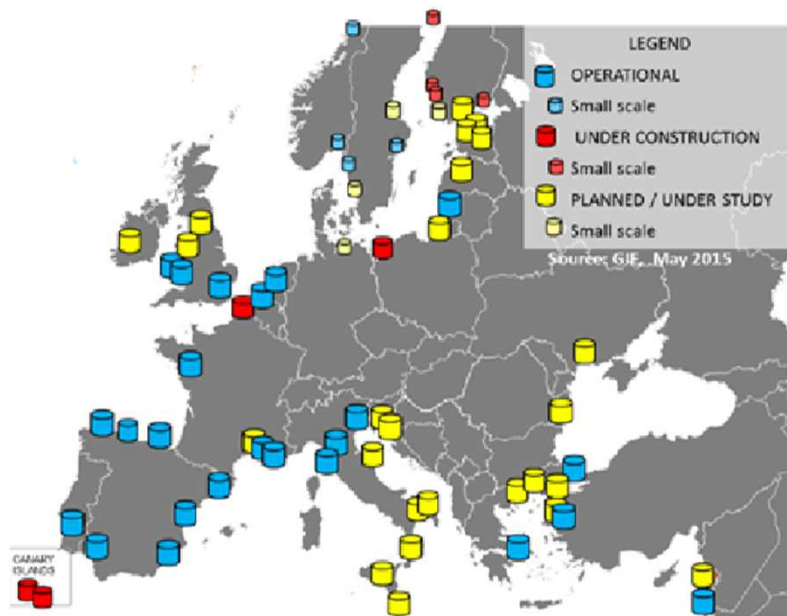 LEGEND
OPERATIONAL
Small scale
UNDER CONSTRUCTION
Small scale
PLANNED / UNDER STUDY
Small scale
Source: GIE, May 2015
CANARY
ISLANDS